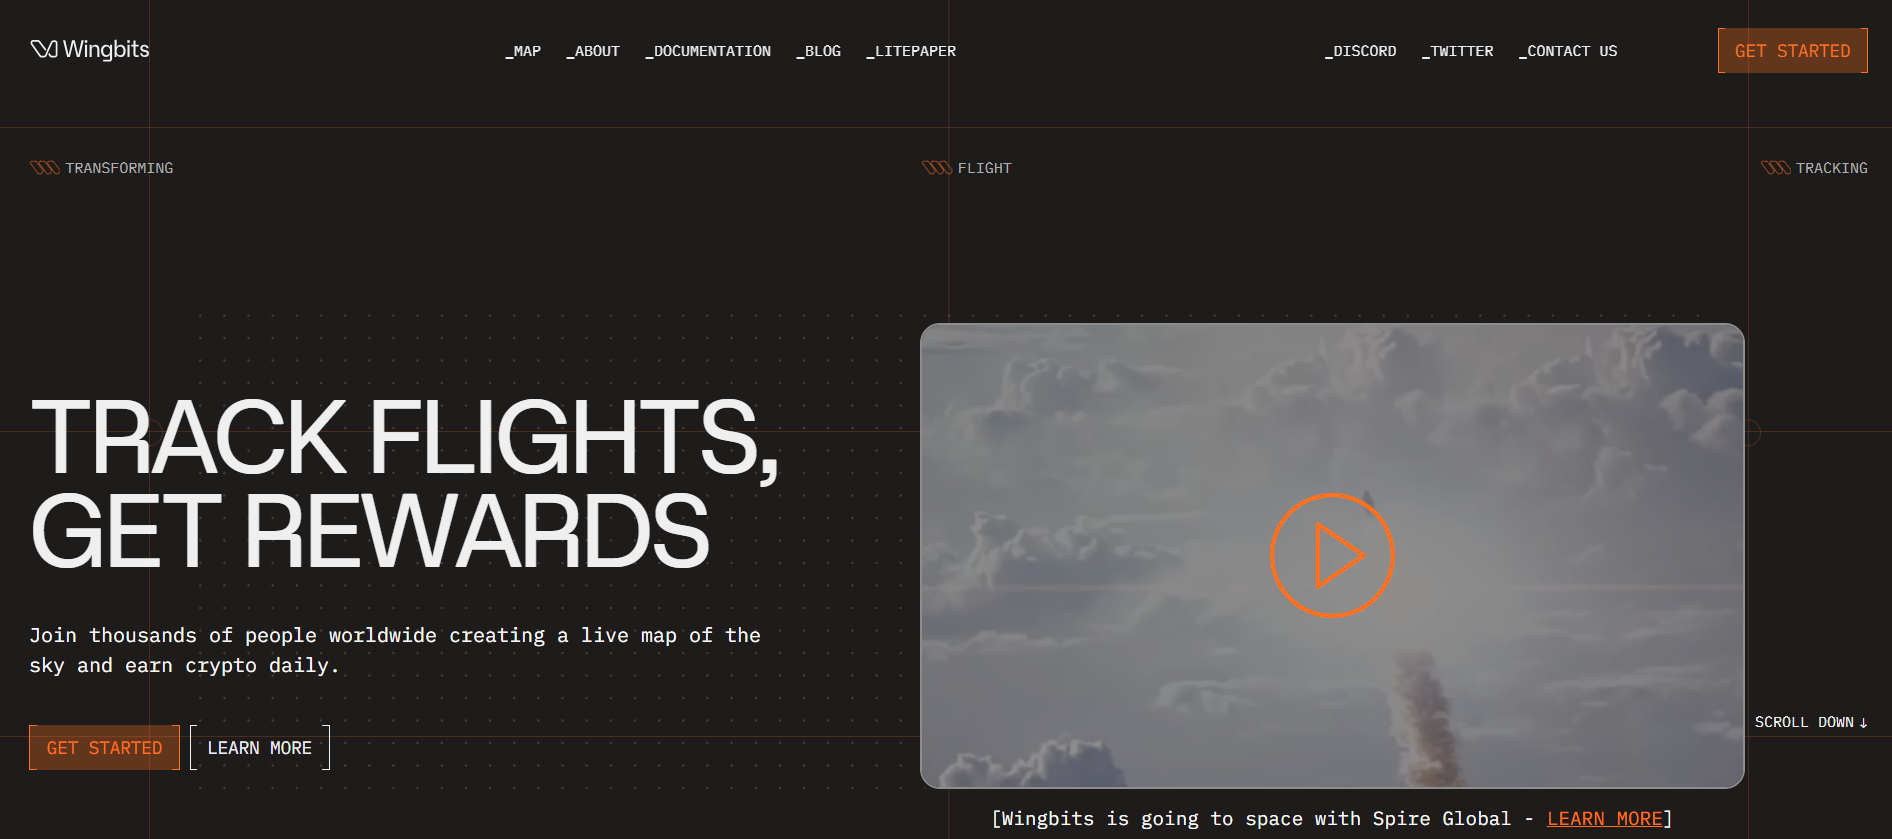 Wingbits
_MAP _ABOUT _DOCUMENTATION _BLOG _LITEPAPER
_DISCORD _TWITTER _CONTACT US
GET STARTED
TRANSFORMING
FLIGHT
TRACKING
TRACK FLIGHTS,
GET REWARDS
Join thousands of people worldwide creating a live map of the
sky and earn crypto daily.
GET STARTED
LEARN MORE
SCROLL DOWN ↓
[Wingbits is going to space with Spire Global - LEARN MORE]